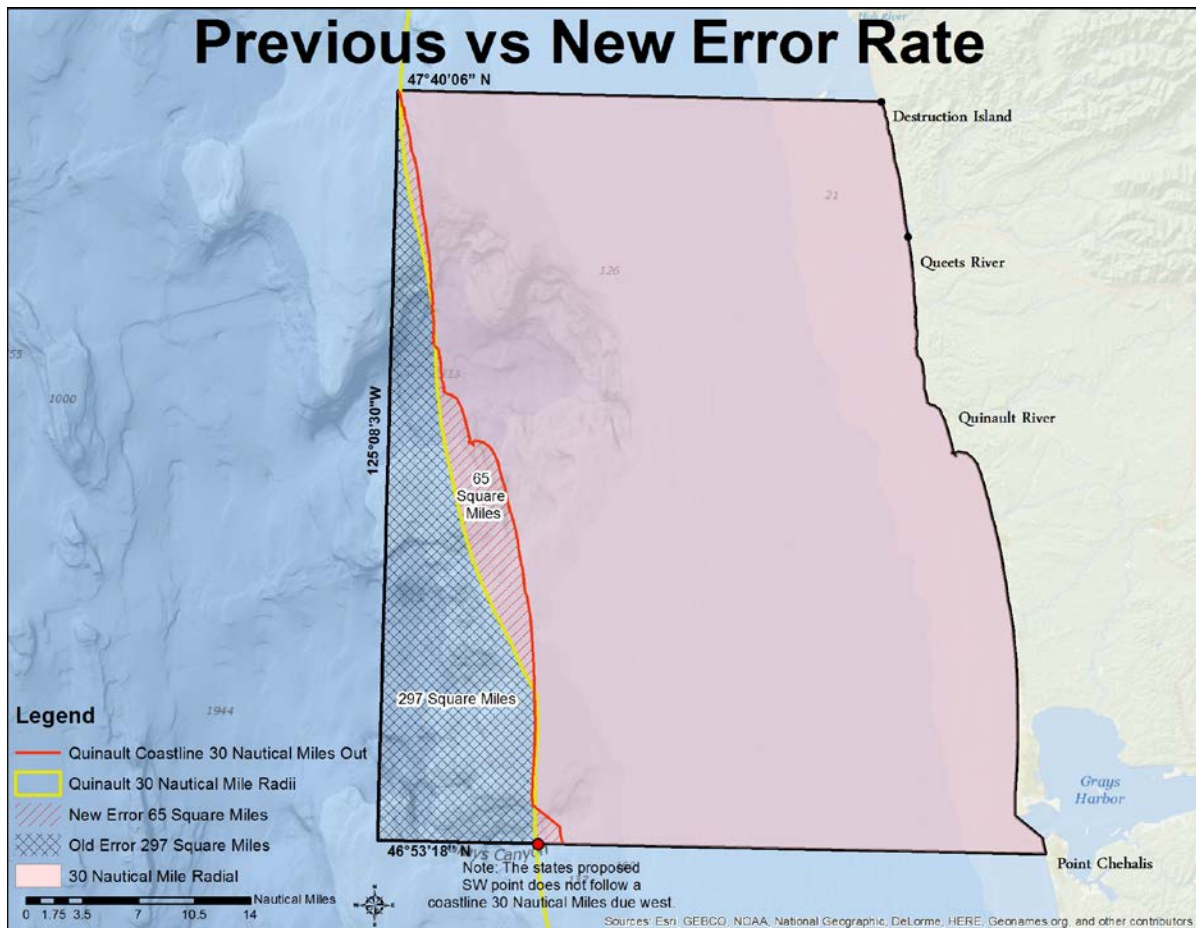 Previous vs New Error Rate
47°40'06" N
Destruction Island
21
Queets River
126
113
1000
125°08'30"W
Quinault River
65
Square
Miles
297 Square Miles
1944
Legend
Quinault Coastline 30 Nautical Miles Out
Quinault 30 Nautical Mile Radii
New Error 65 Square Miles
Old Error 297 Square Miles
30 Nautical Mile Radial
Nautical Miles
0 1.75 3.5 7 10.5 14
Grays
Harbor
46°53'18" N
Point Chehalis
Note: The states proposed
SW point does not follow a
coastline 30 Nautical Miles due west.
Sources: Esri, GEBCO, NOAA, National Geographic, DeLorme, HERE, Geonames.org, and other contributors